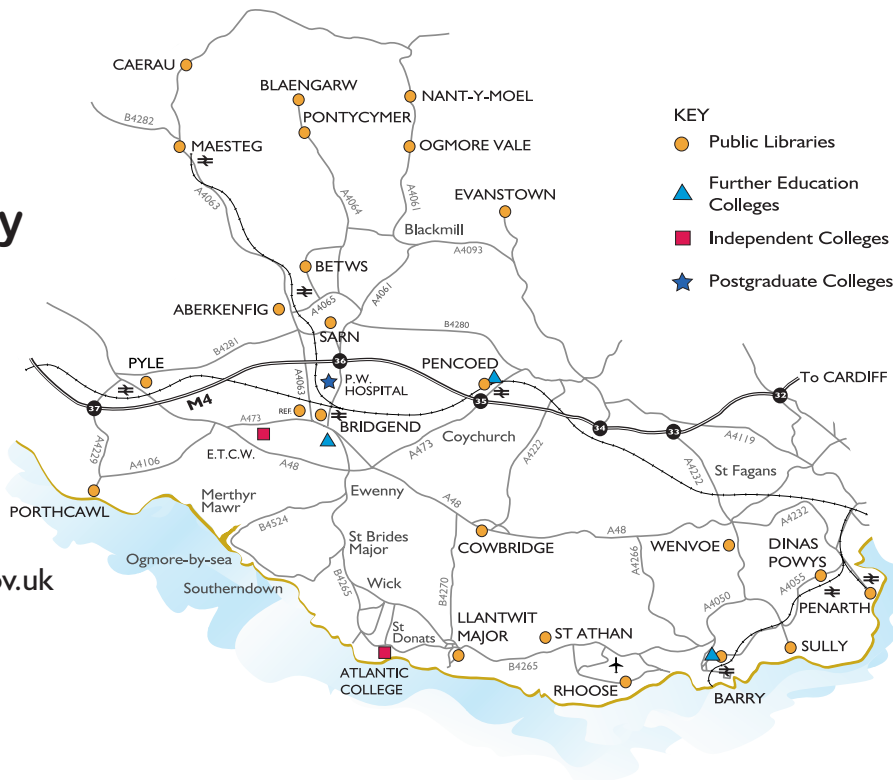 CAERAU
BLAENGARW
NANT-Y-MOEL
PONTYCYMER
B4282
MAESTEG
OGMORE VALE
KEY
Public Libraries
Further Education
Colleges
Independent Colleges
Postgraduate Colleges
y
A4063
A4064
A4061
EVANSTOWN
Blackmill
A4093
BETWS
A4061
A4065
ABERKENFIG
SARN
B4280
B4281
PYLE
36
P.W.
HOSPITAL
PENCOED
To CARDIFF
32
37
M4
A4063
35
34
33
REF.
BRIDGEND
A473
A473
Coychurch
A4222
A4119
E.T.C.W.
A48
A4229
A4106
A4232
St Fagans
PORTHCAWL
Merthyr
Mawr
Ewenny
A48
B4524
St Brides
Major
COWBRIDGE
A48
A4232
WENVOE
DINAS
POWYS
Ogmore-by-sea
ov.uk
Southerndown
B4265
Wick
B4270
A4266
A4050
A4055
PENARTH
St
Donats
LLANTWIT
MAJOR
ST ATHAN
SULLY
ATLANTIC
COLLEGE
B4265
RHOOSE
BARRY